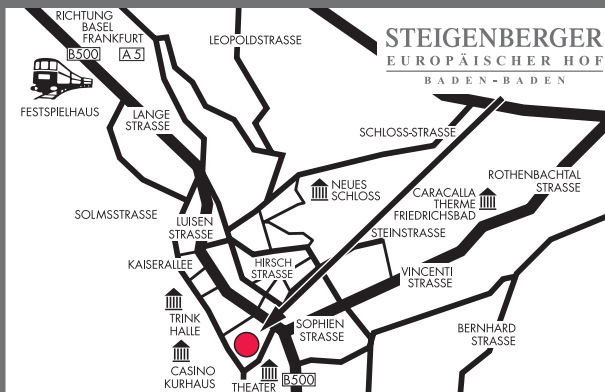 RICHTUNG
BASEL
FRANKFURT
B500 A 5
LEOPOLDSTRASSE
STEIGENBERGER
EUROPÄISCHER HOF
BADEN-BADEN
FESTSPIELHAUS
LANGE
STRASSE
SCHLOSS-STRASSE
NEUES
SCHLOSS
CARACALLA
THERME
FRIEDRICHSBAD
ROTHENBACHTAL
STRASSE
SOLMSSTRASSE
LUISEN
STRASSE
STEINSTRASSE
KAISERALLEE
HIRSCH
STRASSE
VINCENTI
STRASSE
TRINK
HALLE
SOPHIEN
STRASSE
BERNHARD
STRASSE
CASINO
KURHAUS
THEATER
B500